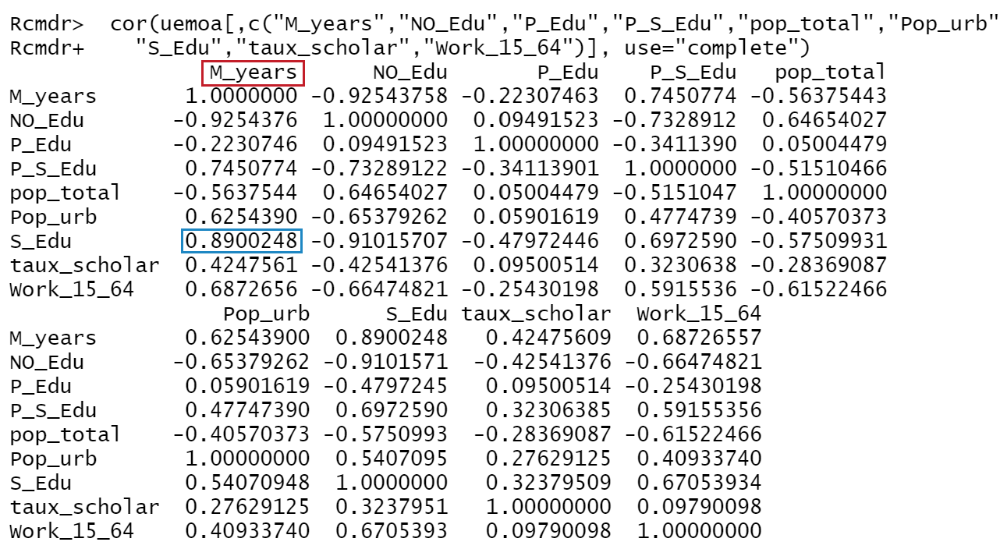 Rcmdr>  cor(uemoa[,c("M_years","NO_Edu","P_Edu","P_S_Edu","pop_total","Pop_urb"
Rcmdr+    "S_Edu","taux_scholar","Work_15_64")], use="complete")
M_years NO_Edu P_Edu P_S_Edu pop_total
M_years 1.0000000 -0.92543758 -0.22307463 0.7450774 -0.56375443
NO_Edu -0.9254376 1.00000000 0.09491523 -0.7328912 0.64654027
P_Edu -0.2230746 0.09491523 1.00000000 -0.3411390 0.05004479
P_S_Edu 0.7450774 -0.73289122 -0.34113901 1.0000000 -0.51510466
pop_total -0.5637544 0.64654027 0.05004479 -0.5151047 1.00000000
Pop_urb 0.6254390 -0.65379262 0.05901619 0.4774739 -0.40570373
S_Edu 0.8900248 -0.91015707 -0.47972446 0.6972590 -0.57509931
taux_scholar 0.4247561 -0.42541376 0.09500514 0.3230638 -0.28369087
Work_15_64 0.6872656 -0.66474821 -0.25430198 0.5915536 -0.61522466
Pop_urb S_Edu taux_scholar Work_15_64
M_years 0.62543900 0.8900248 0.42475609 0.68726557
NO_Edu -0.65379262 -0.9101571 -0.42541376 -0.66474821
P_Edu 0.05901619 -0.4797245 0.09500514 -0.25430198
P_S_Edu 0.47747390 0.6972590 0.32306385 0.59155356
pop_total -0.40570373 -0.5750993 -0.28369087 -0.61522466
Pop_urb 1.00000000 0.5407095 0.27629125 0.40933740
S_Edu 0.54070948 1.0000000 0.32379509 0.67053934
taux_scholar 0.27629125 0.3237951 1.00000000 0.09790098
Work_15_64 0.40933740 0.6705393 0.09790098 1.00000000